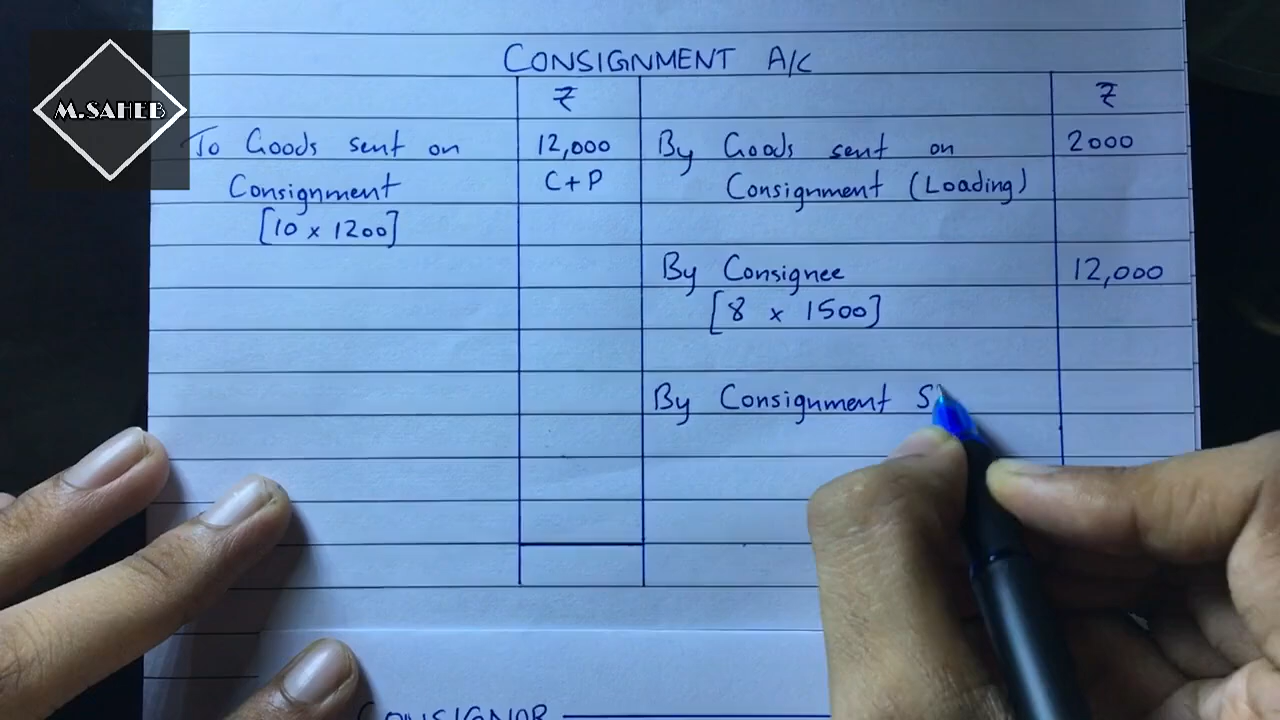 M.SAHEB
CONSIGNMENT A/C
₹ ₹
To Goods sent on 12,000 By Goods sent on 2000
Consignment C+P Consignment (Loading)
[10 x 1200]
By Consignee 12,000
[8 x 1500]
By Consignment S
CONSIGNOR